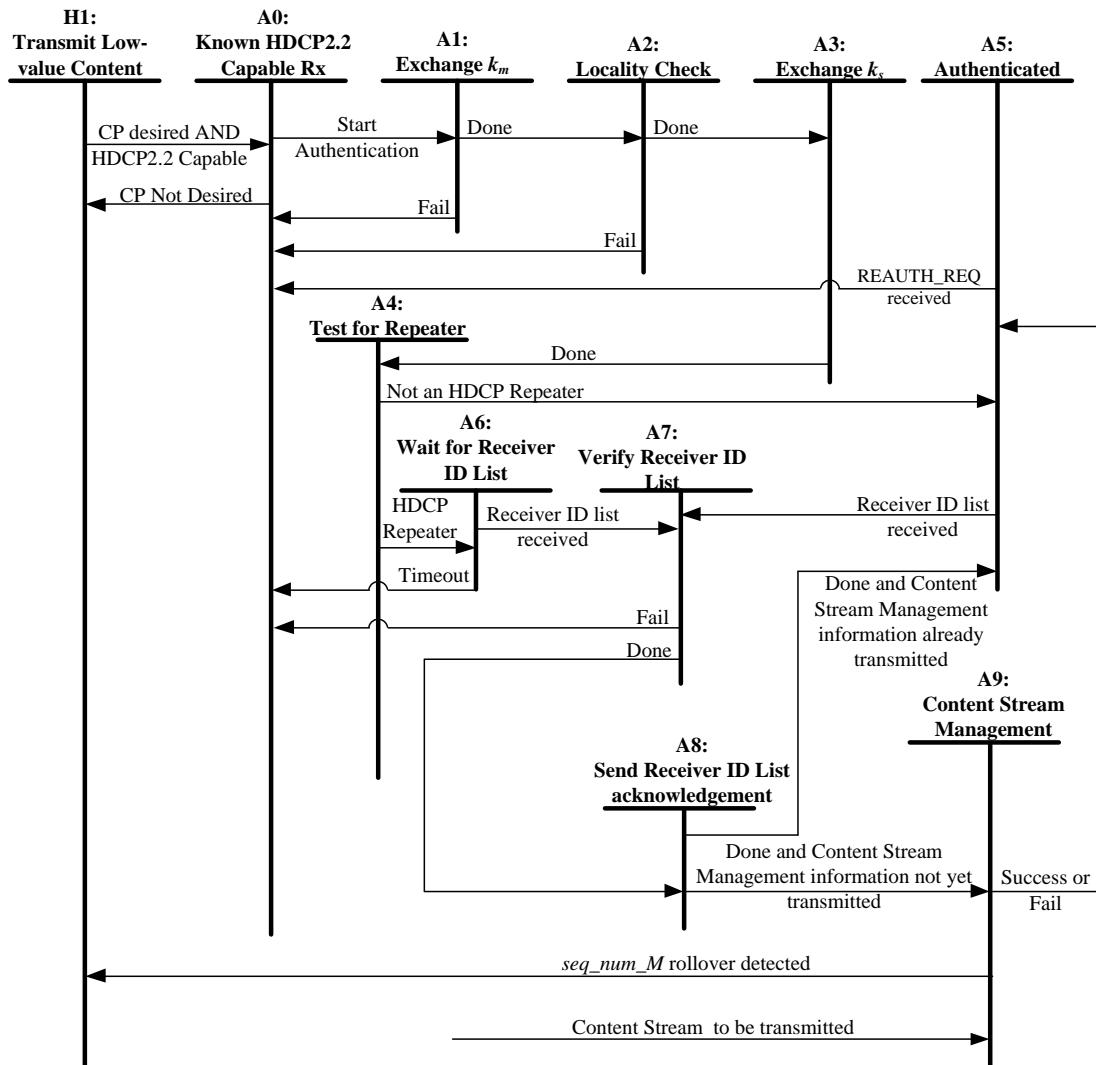 H1:
Transmit Low-
value Content
A0:
Known HDCP2.2
Capable Rx
A1:
Exchange km
A2:
Locality Check
A3:
Exchange ks
A5:
Authenticated
CP desired AND
HDCP2.2 Capable
Start
Authentication
Done
Done
CP Not Desired
Fail
Fail
REAUTH_REQ
received
A4:
Test for Repeater
Done
Not an HDCP Repeater
A6:
Wait for Receiver
ID List
A7:
Verify Receiver ID
List
HDCP
Repeater
Receiver ID list
received
Receiver ID list
received
Timeout
Done and Content
Stream Management
information already
transmitted
Fail
Done
A9:
Content Stream
Management
A8:
Send Receiver ID List
acknowledgement
Done and Content Stream
Management information not yet
transmitted
Success or
Fail
seq_num_M rollover detected
Content Stream to be transmitted